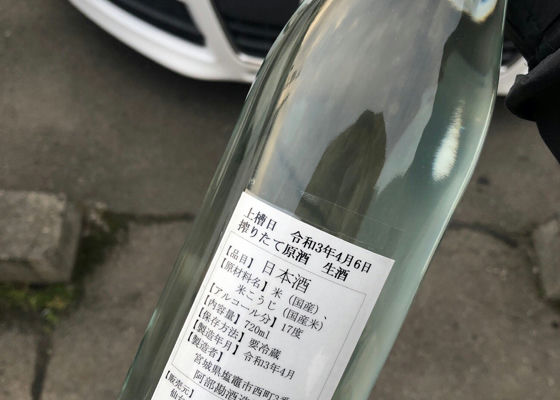 上槽日　令和3年4月6日
搾りたて原酒　生酒
【品目】日本酒
【原材料名】米（国産）、
米こうじ（国産米）
【アルコール分】17度
【内容量】720ml
【保存方法】要冷蔵
【製造年月】令和3年4月
【製造者】
宮城県塩竈市西町3番
阿部勘酒造
【販売元】
仙台